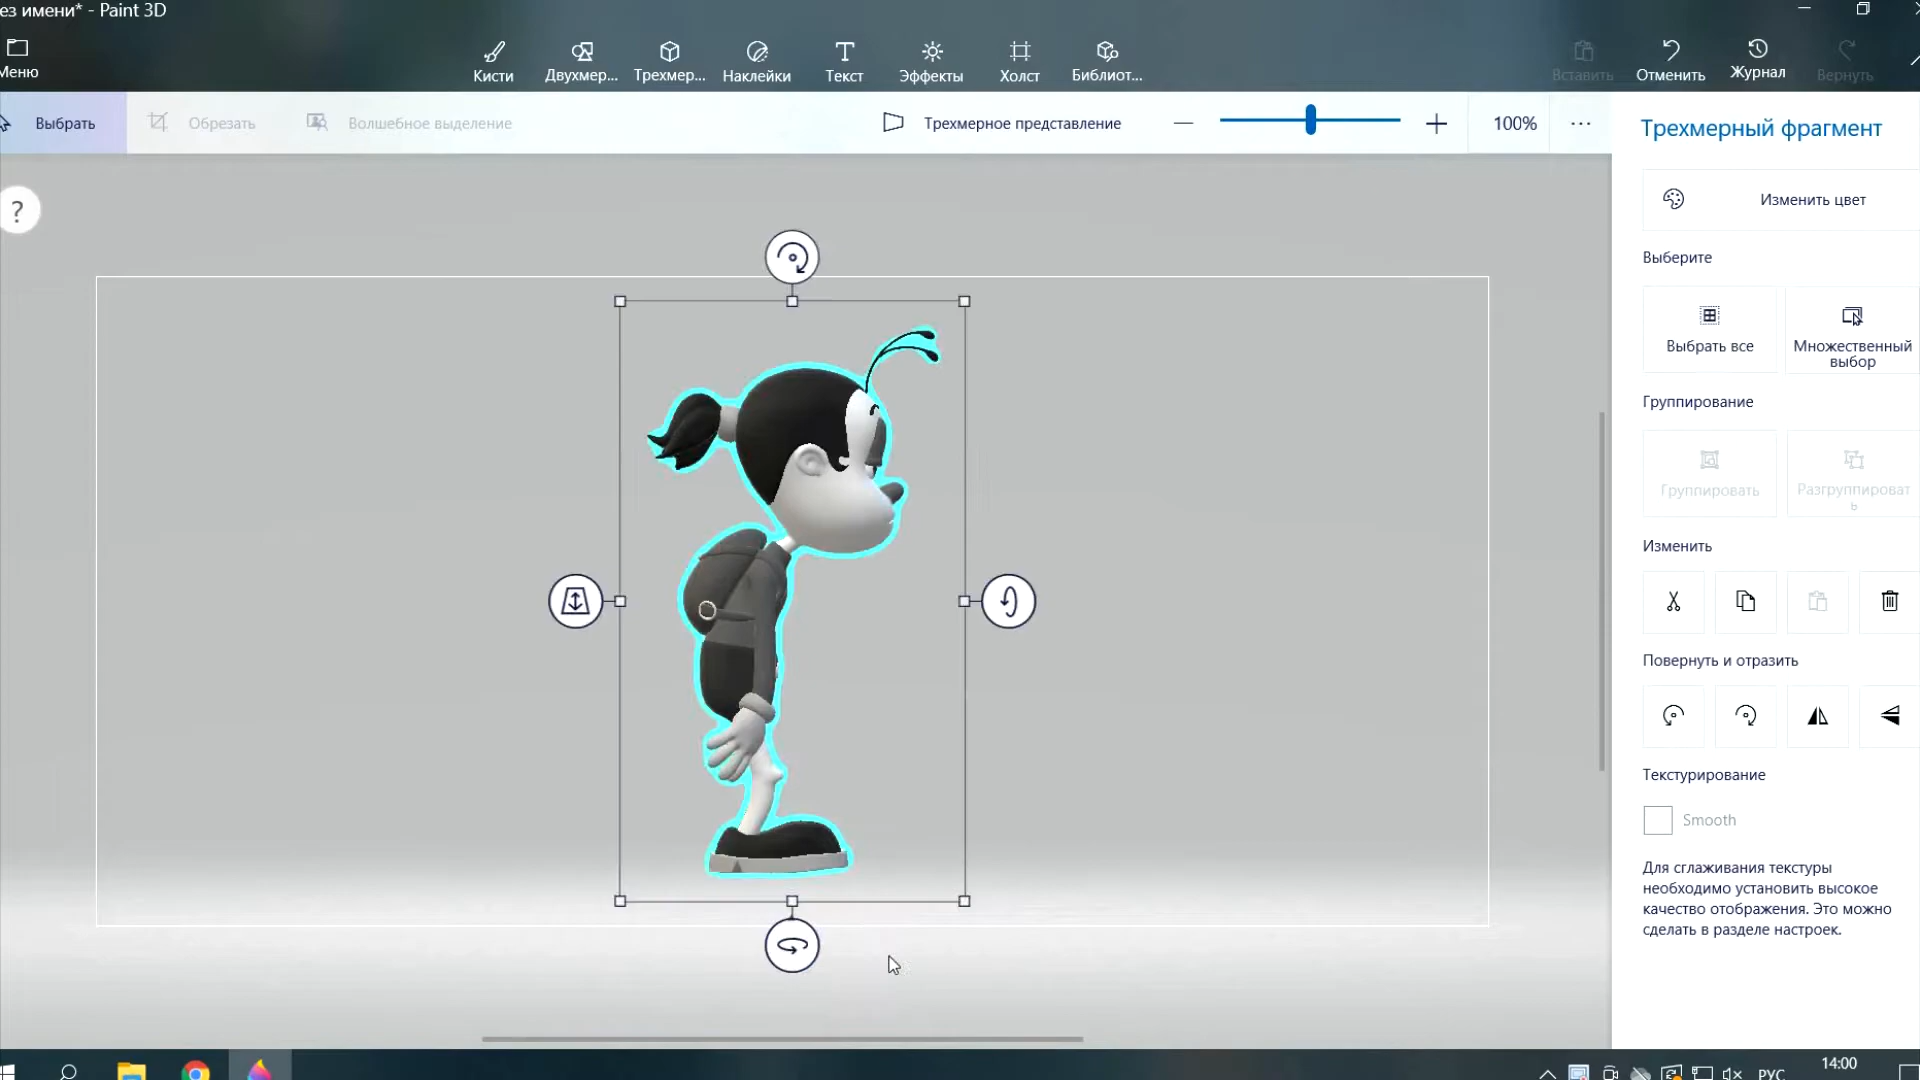 ез имени* - Paint 3D
Меню
Кисти
Двухмер...
Трехмер...
Наклейки
Текст
Эффекты
Холст
Библиот...
Вставить
Отменить
Журнал
Вернуть
Выбрать
Обрезать
Волшебное выделение
Трехмерное представление
100%
...
Трехмерный фрагмент
?
Изменить цвет
Выберите
Выбрать все
Множественный
выбор
Группирование
Группировать
Разгруппироват
ь
Изменить
Повернуть и отразить
Текстурирование
Smooth
Для сглаживания текстуры
необходимо установить высокое
качество отображения. Это можно
сделать в разделе настроек.
РУС
14:00